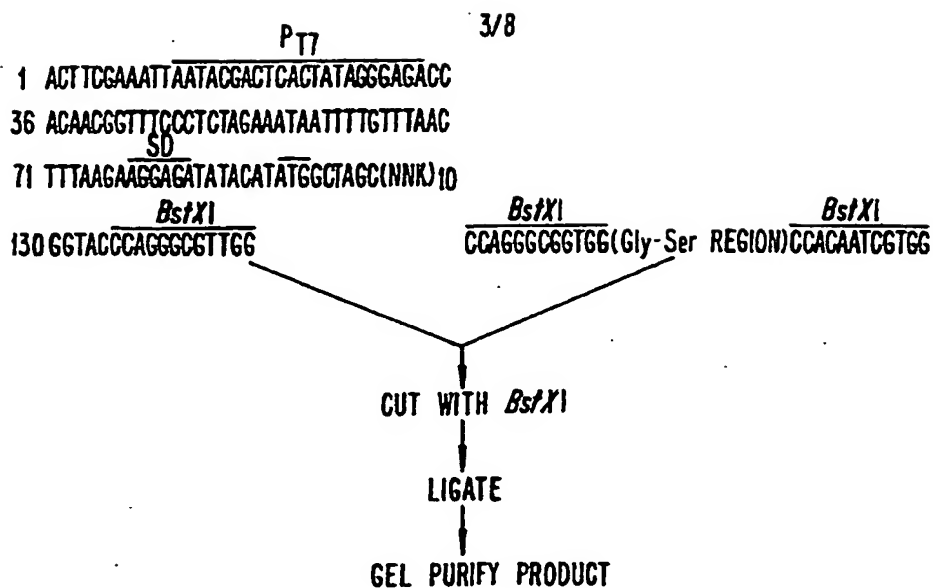 3/8
PT7
1 ACTTCGAAATTAATACGACTCACTATAGGGAGACC
36 ACAACGGTTTCCCTCTAGAAATAATTTTGTTTAAC
SD
71 TTTAAGAAGGAGATATACATATGGCTAGC(NNK)10
BstXI BstXI BstXI
130 GGTACCCAGGGCGTTGG CCAGGGCGGTGG(Gly-Ser REGION)CCACAATCGTGG
CUT WITH BstXI
LIGATE
GEL PURIFY PRODUCT